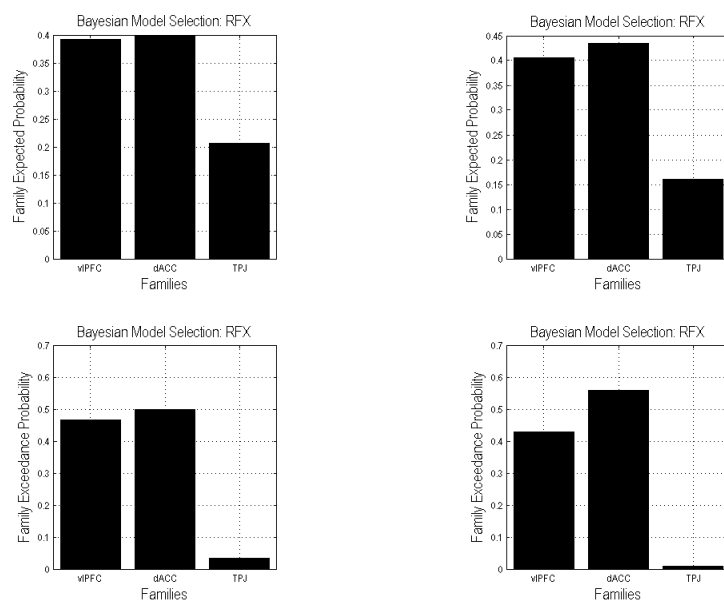 Bayesian Model Selection: RFX
0.4
0.35
0.3
0.25
0.2
0.15
0.1
0.05
0
Family Expected Probability
vlPFC dACC TPJ
Families
Bayesian Model Selection: RFX
0.45
0.4
0.35
0.3
0.25
0.2
0.15
0.1
0.05
0
Family Expected Probability
vlPFC dACC TPJ
Families
Bayesian Model Selection: RFX
0.7
0.6
0.5
0.4
0.3
0.2
0.1
0
Family Exceedance Probability
vlPFC dACC TPJ
Families
Bayesian Model Selection: RFX
0.7
0.6
0.5
0.4
0.3
0.2
0.1
0
Family Exceedance Probability
vlPFC dACC TPJ
Families